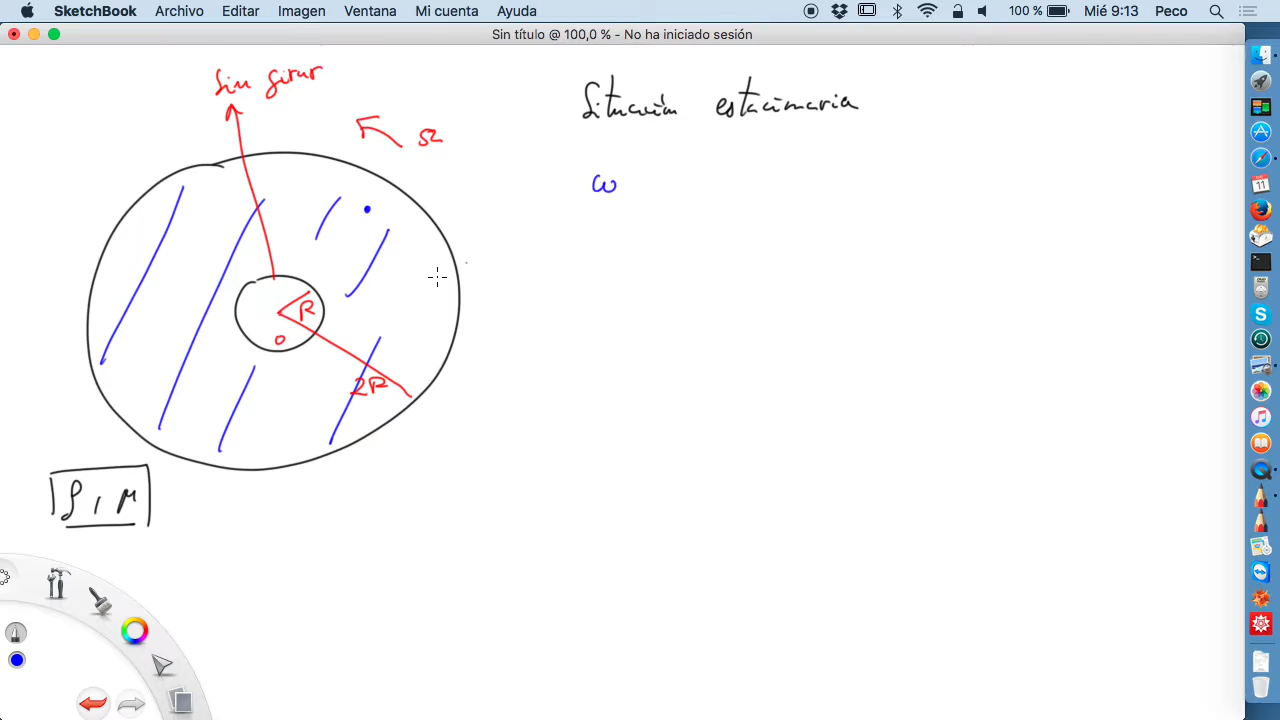 SketchBook Archivo Editar Imagen Ventana Mi cuenta Ayuda 100 % Mié 9:13 Peco
Sin título @ 100,0 % - No ha iniciado sesión
Sin girar
Ω
Situación estacionaria
ω
R
O
2R
ρ, μ